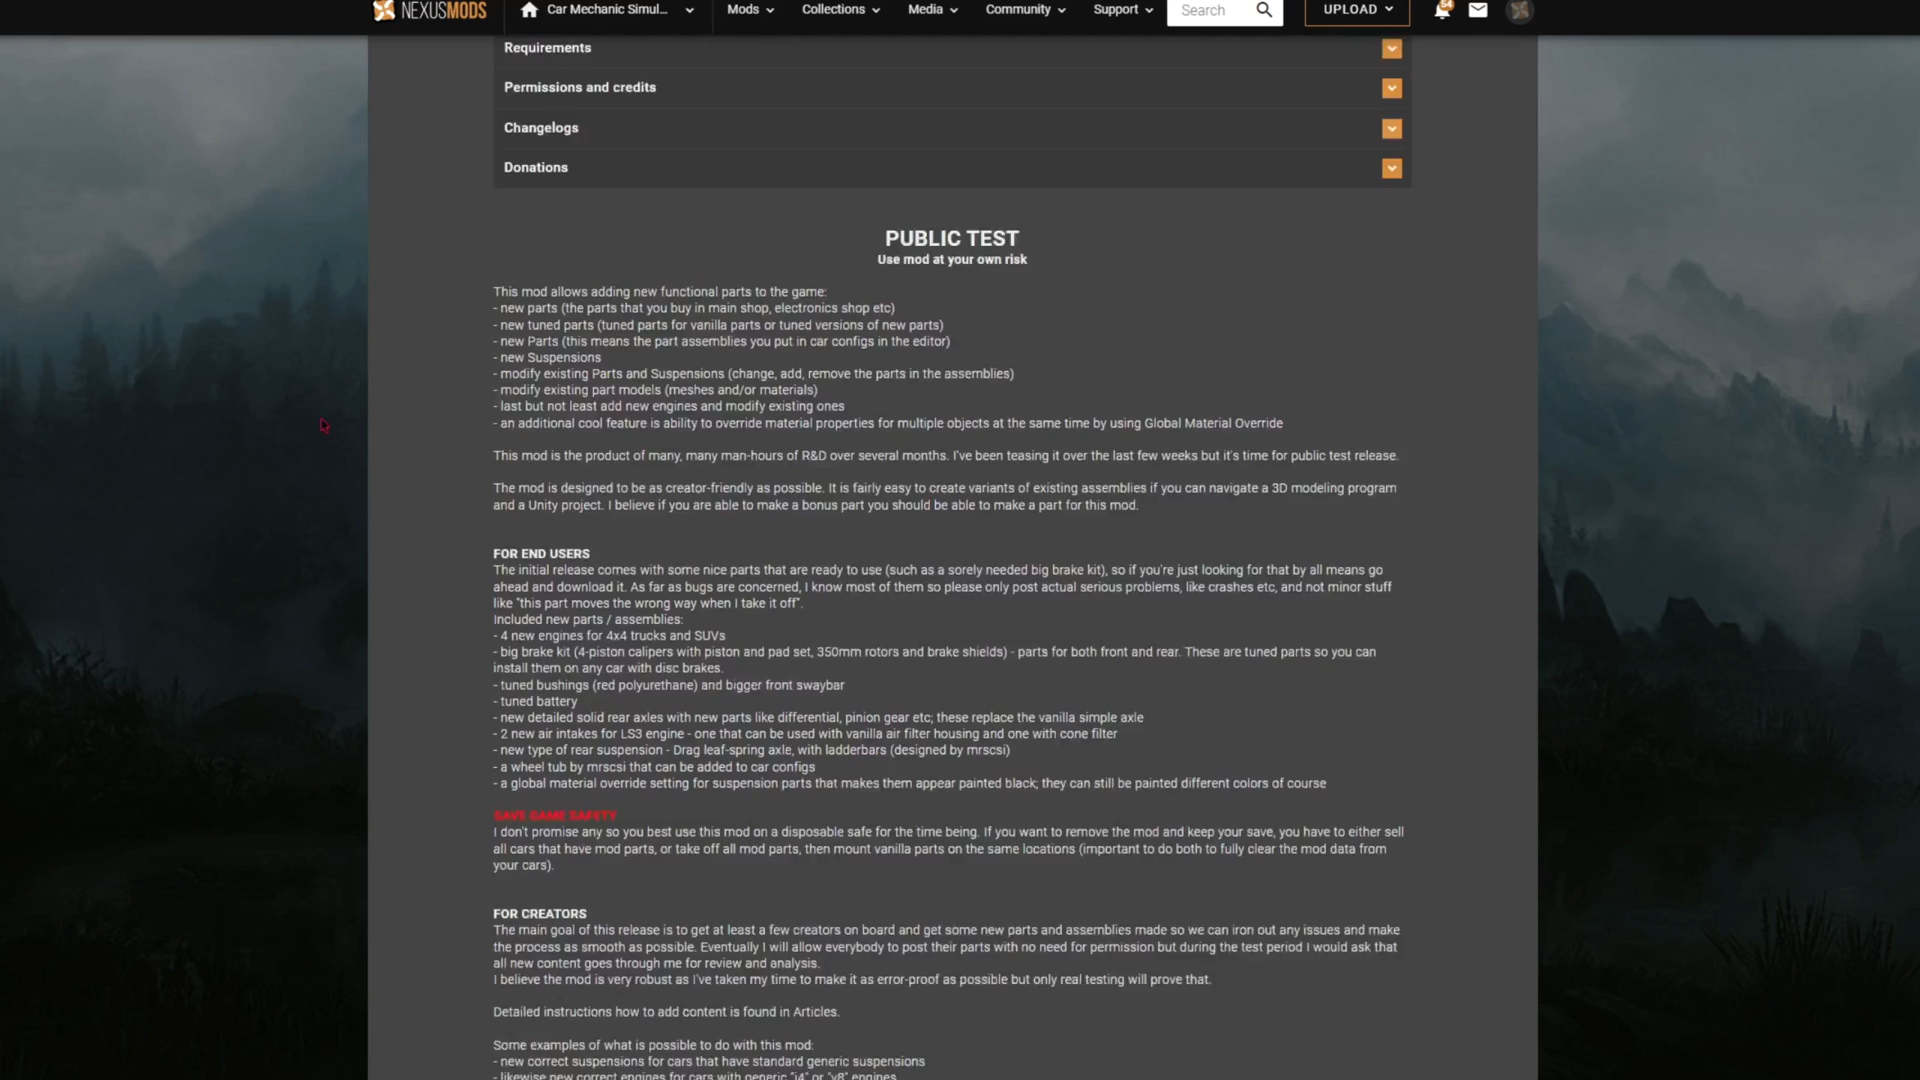 NEXUSMODS
Car Mechanic Simul...
Mods
Collections
Media
Community
Support
Search
UPLOAD
54
Requirements
Permissions and credits
Changelogs
Donations
PUBLIC TEST
Use mod at your own risk
This mod allows adding new functional parts to the game:
- new parts (the parts that you buy in main shop, electronics shop etc)
- new tuned parts (tuned parts for vanilla parts or tuned versions of new parts)
- new Parts (this means the part assemblies you put in car configs in the editor)
- new Suspensions
- modify existing Parts and Suspensions (change, add, remove the parts in the assemblies)
- modify existing part models (meshes and/or materials)
- last but not least add new engines and modify existing ones
- an additional cool feature is ability to override material properties for multiple objects at the same time by using Global Material Override
This mod is the product of many, many man-hours of R&D over several months. I've been teasing it over the last few weeks but it's time for public test release.
The mod is designed to be as creator-friendly as possible. It is fairly easy to create variants of existing assemblies if you can navigate a 3D modeling program
and a Unity project. I believe if you are able to make a bonus part you should be able to make a part for this mod.
FOR END USERS
The initial release comes with some nice parts that are ready to use (such as a sorely needed big brake kit), so if you're just looking for that by all means go
ahead and download it. As far as bugs are concerned, I know most of them so please only post actual serious problems, like crashes etc, and not minor stuff
like "this part moves the wrong way when I take it off".
Included new parts / assemblies:
- 4 new engines for 4x4 trucks and SUVs
- big brake kit (4-piston calipers with piston and pad set, 350mm rotors and brake shields) - parts for both front and rear. These are tuned parts so you can
install them on any car with disc brakes.
- tuned bushings (red polyurethane) and bigger front swaybar
- tuned battery
- new detailed solid rear axles with new parts like differential, pinion gear etc; these replace the vanilla simple axle
- 2 new air intakes for LS3 engine - one that can be used with vanilla air filter housing and one with cone filter
- new type of rear suspension - Drag leaf-spring axle, with ladderbars (designed by mrscsi)
- a wheel tub by mrscsi that can be added to car configs
- a global material override setting for suspension parts that makes them appear painted black; they can still be painted different colors of course
SAVE GAME SAFETY
I don't promise any so you best use this mod on a disposable safe for the time being. If you want to remove the mod and keep your save, you have to either sell
all cars that have mod parts, or take off all mod parts, then mount vanilla parts on the same locations (important to do both to fully clear the mod data from
your cars).
FOR CREATORS
The main goal of this release is to get at least a few creators on board and get some new parts and assemblies made so we can iron out any issues and make
the process as smooth as possible. Eventually I will allow everybody to post their parts with no need for permission but during the test period I would ask that
all new content goes through me for review and analysis.
I believe the mod is very robust as I've taken my time to make it as error-proof as possible but only real testing will prove that.
Detailed instructions how to add content is found in Articles.
Some examples of what is possible to do with this mod:
- new correct suspensions for cars that have standard generic suspensions
- likewise new correct engines for cars with generic "i4" or "v8" engines